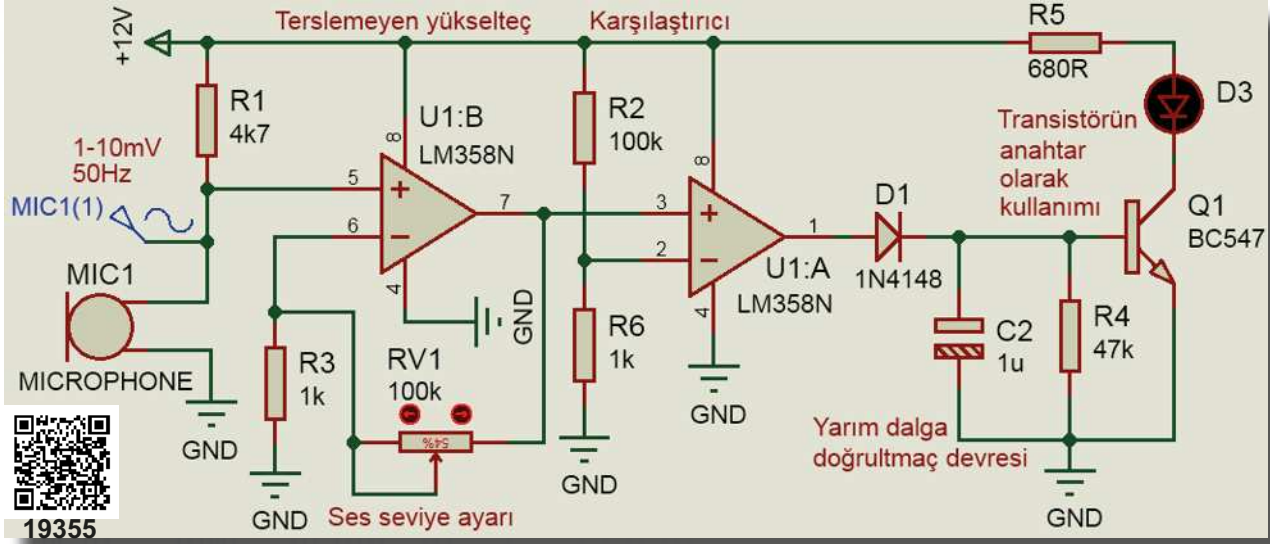 Terslemeyen yükselteç
Karşılaştırıcı
R5
680R
+12V
R1
4k7
U1:B
LM358N
R2
100k
D3
1-10mV
50Hz
MIC1(1)
Transistörün
anahtar
olarak
kullanımı
8
5
6
7
4
8
3
2
1
4
D1
1N4148
Q1
BC547
MIC1
MICROPHONE
U1:A
LM358N
GND
R3
1k
RV1
100k
54%
R6
1k
C2
1u
R4
47k
GND
GND
GND
GND
GND
GND
Yarım dalga
doğrultmaç devresi
Ses seviye ayarı
19355